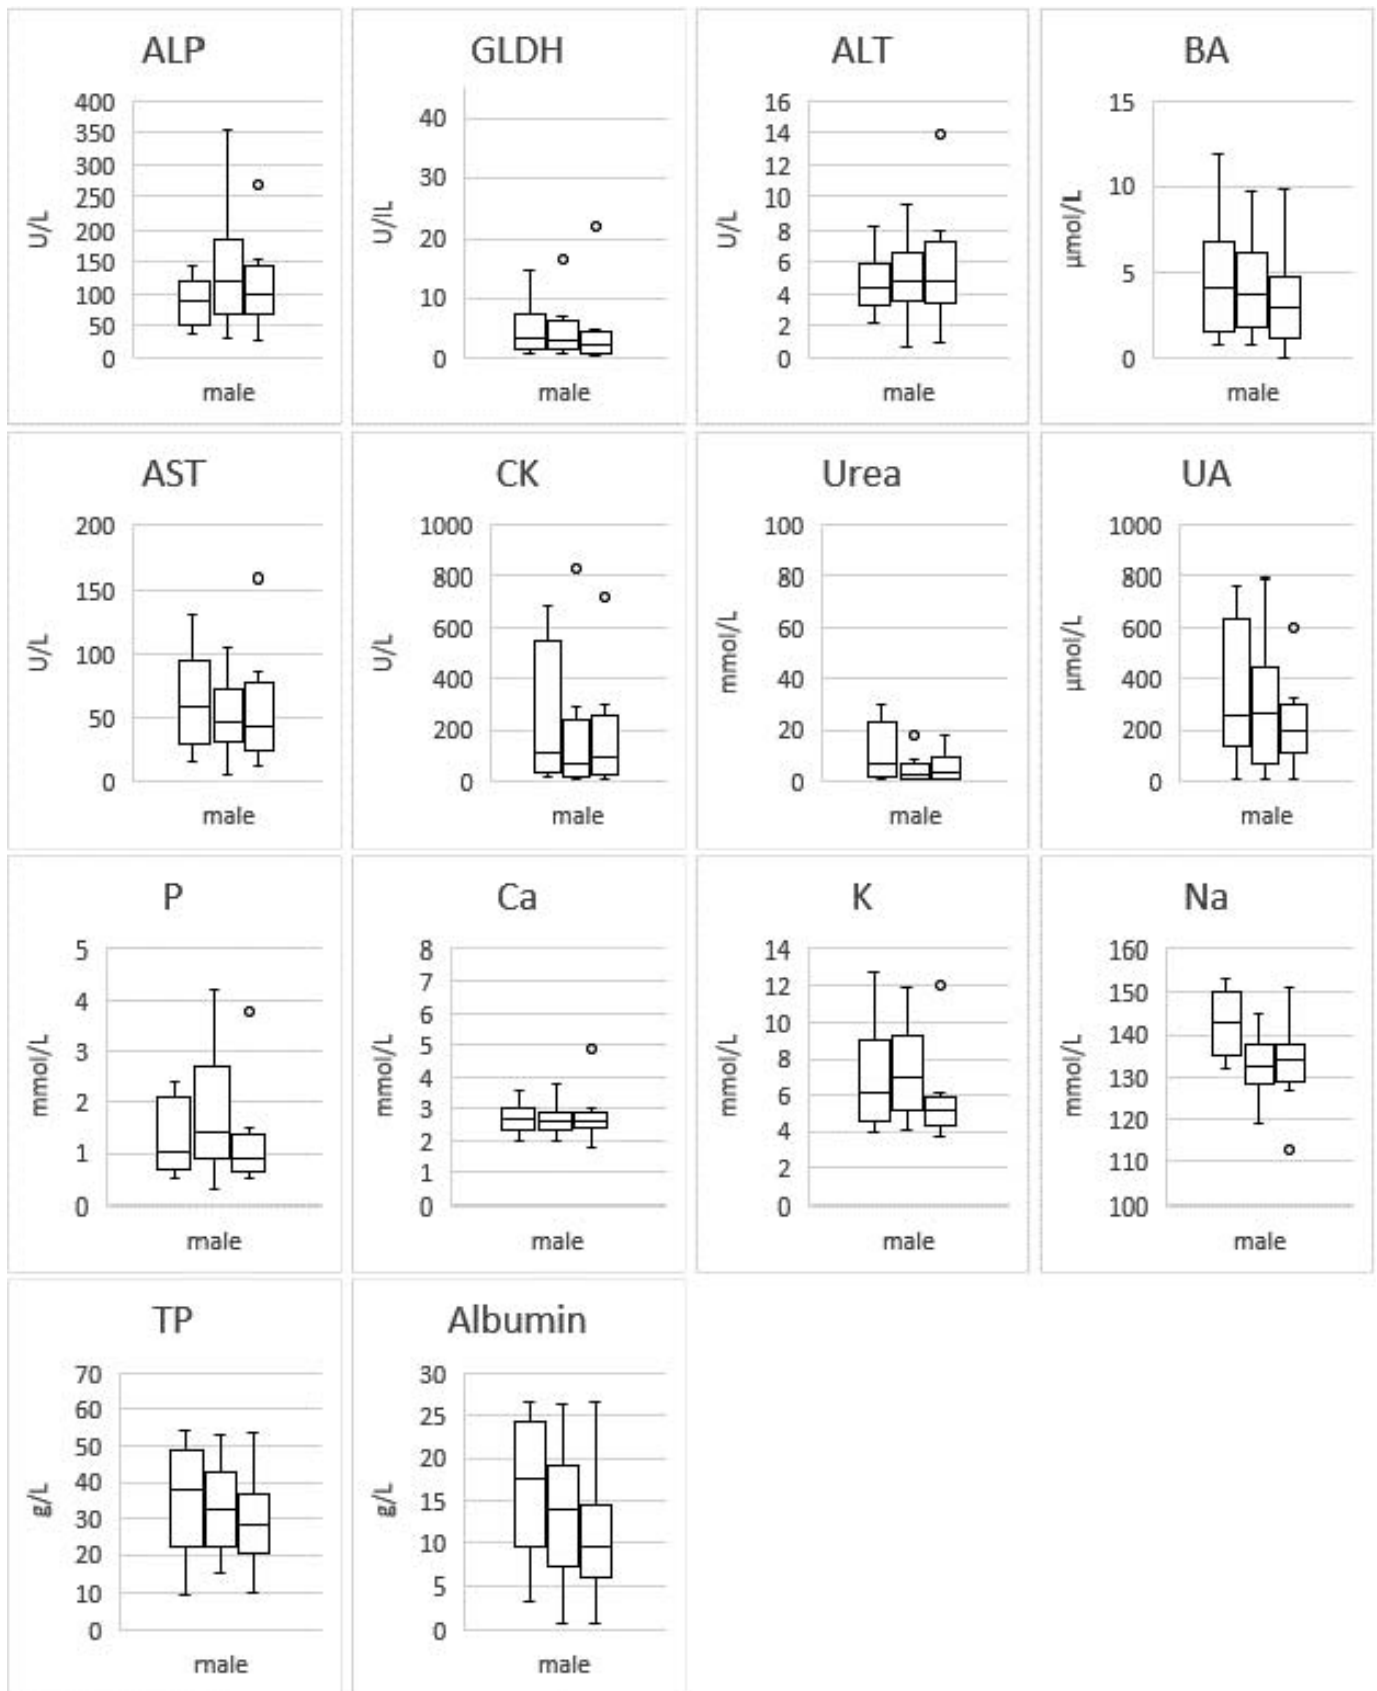 ALP
U/L
400
350
300
250
200
150
100
50
0
male
GLDH
U/lL
40
30
20
10
0
male
ALT
U/L
16
14
12
10
8
6
4
2
0
male
BA
µmol/L
15
10
5
0
male
AST
U/L
200
150
100
50
0
male
CK
U/L
1000
800
600
400
200
0
male
Urea
mmol/L
100
80
60
40
20
0
male
UA
µmol/L
1000
800
600
400
200
0
male
P
mmol/L
5
4
3
2
1
0
male
Ca
mmol/L
8
7
6
5
4
3
2
1
0
male
K
mmol/L
14
12
10
8
6
4
2
0
male
Na
mmol/L
160
150
140
130
120
110
100
male
TP
g/L
70
60
50
40
30
20
10
0
male
Albumin
g/L
30
25
20
15
10
5
0
male